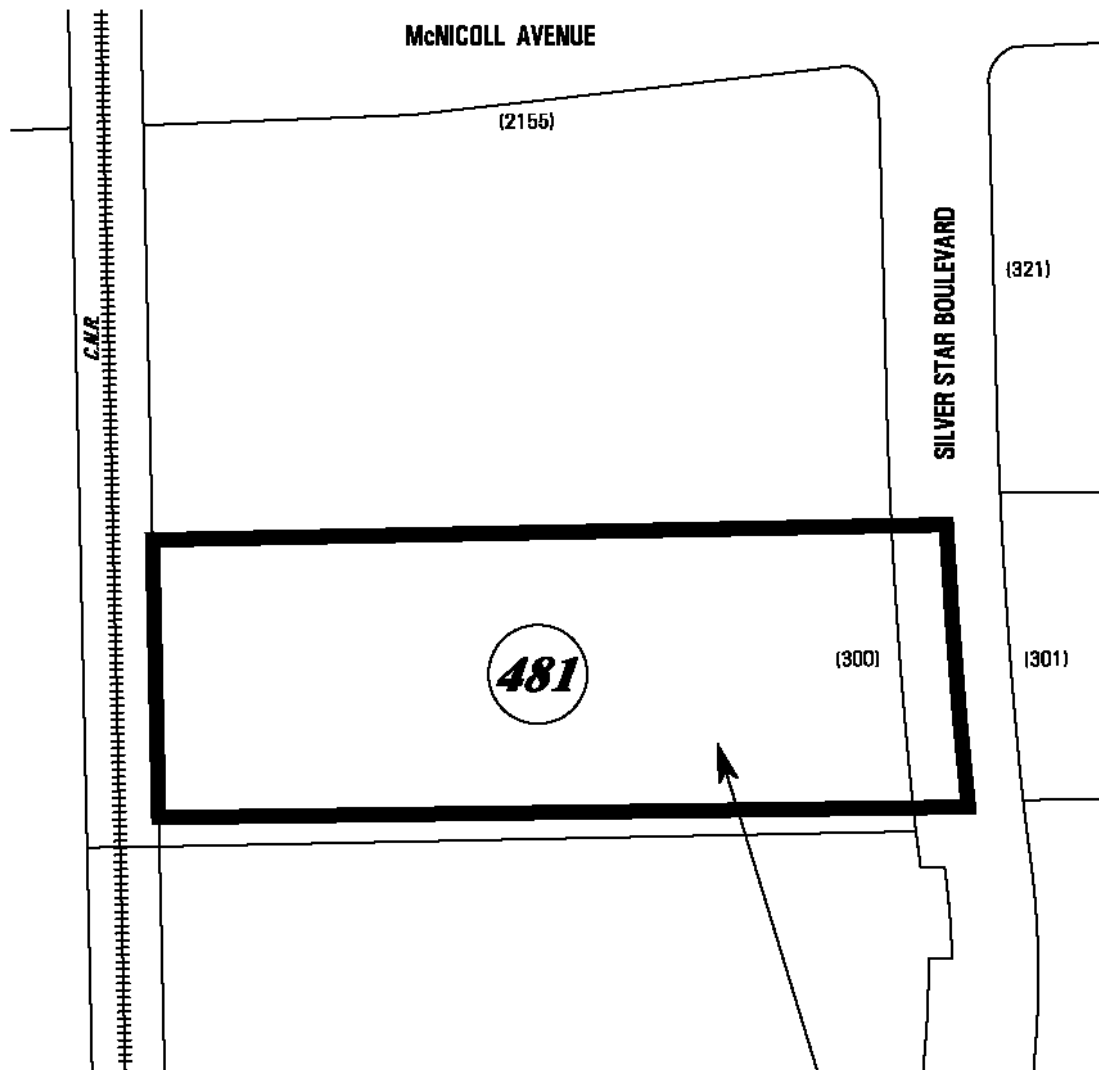 McNICOLL AVENUE
(2155)
SILVER STAR BOULEVARD
(321)
C.N.R.
481
(300)
(301)